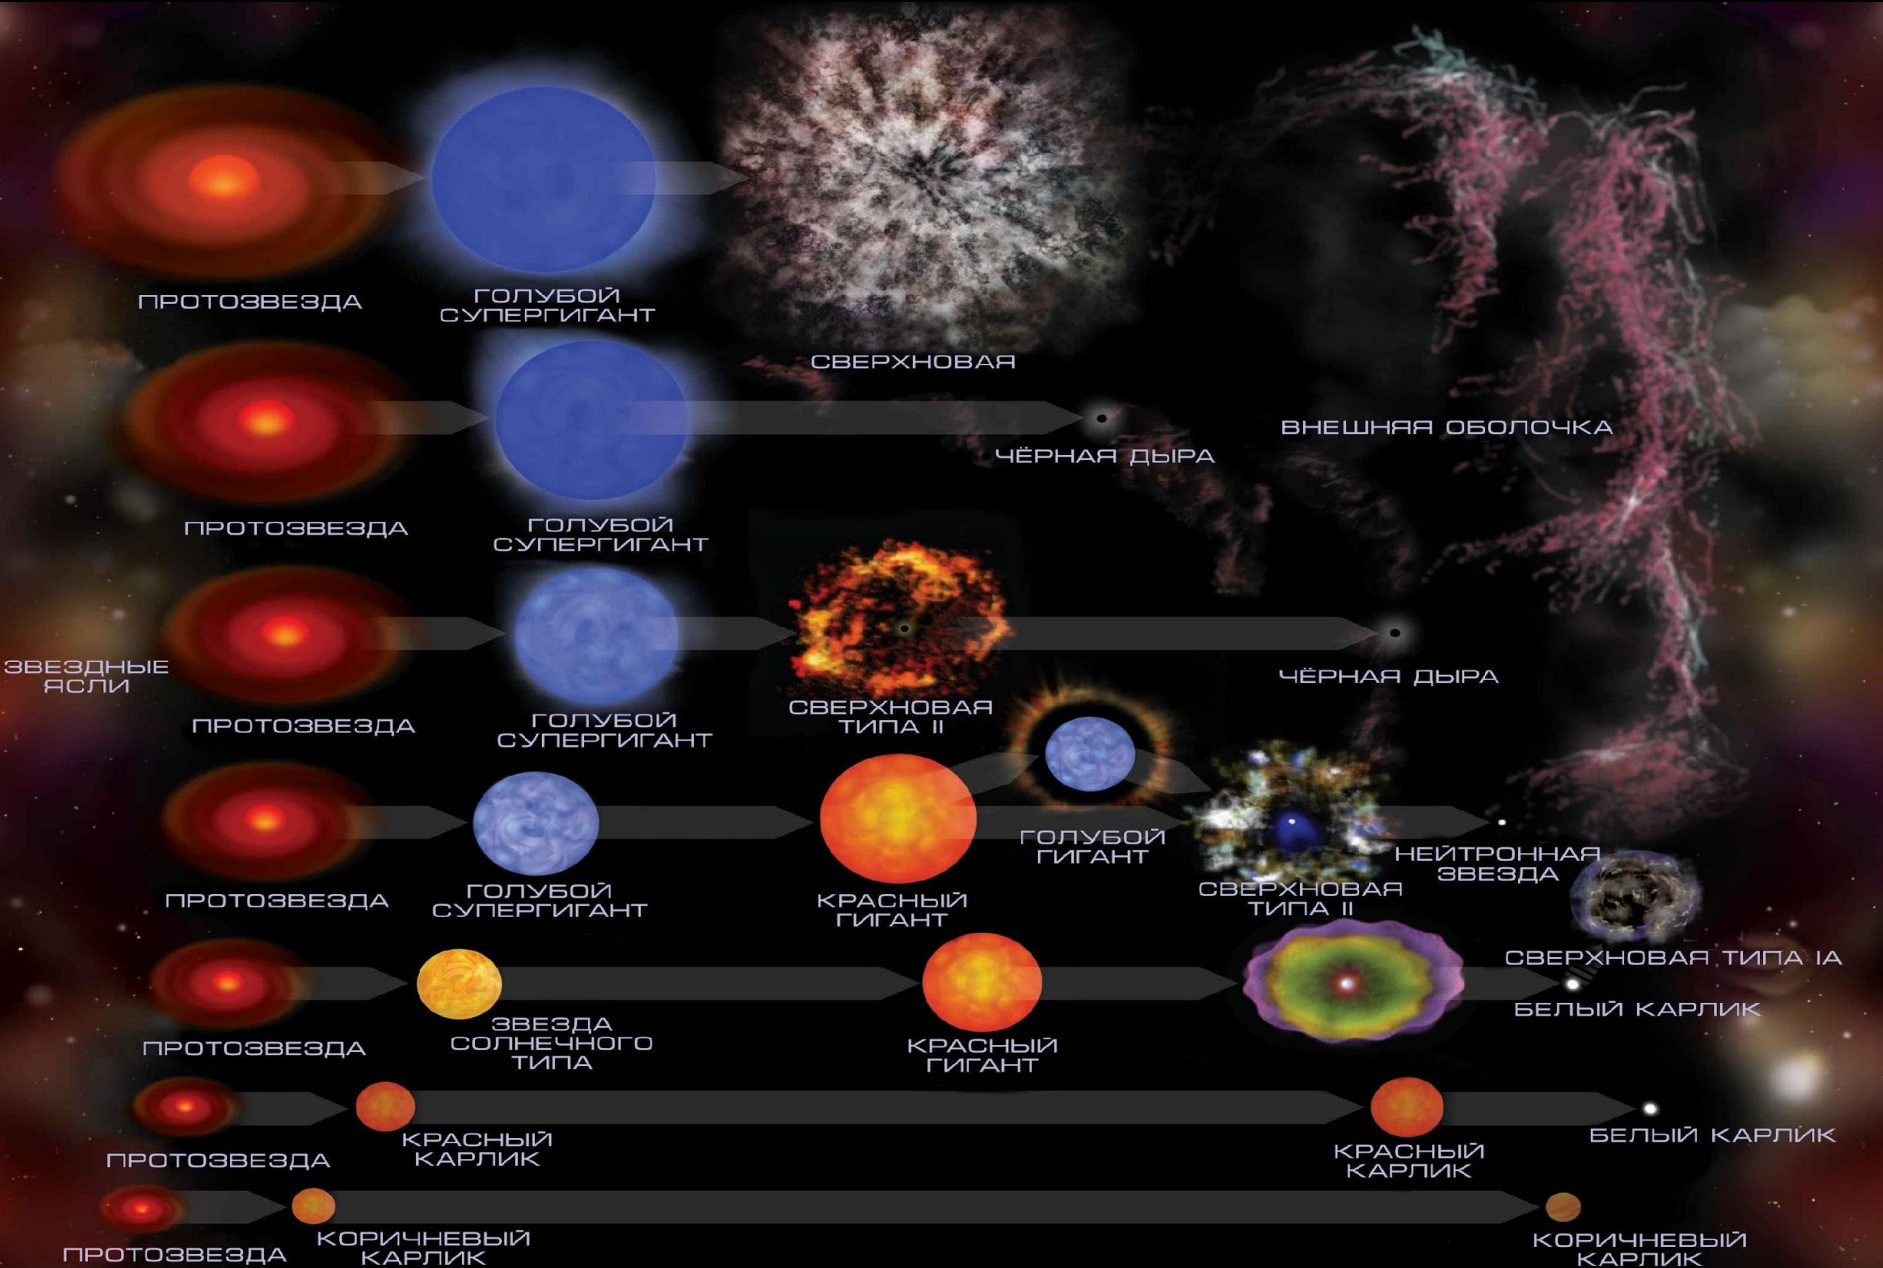 ПРОТОЗВЕЗДА
ГОЛУБОЙ
СУПЕРГИГАНТ
СВЕРХНОВАЯ
ВНЕШНЯЯ ОБОЛОЧКА
ЧЁРНАЯ ДЫРА
ПРОТОЗВЕЗДА
ГОЛУБОЙ
СУПЕРГИГАНТ
ЗВЕЗДНЫЕ
ЯСЛИ
ПРОТОЗВЕЗДА
ГОЛУБОЙ
СУПЕРГИГАНТ
СВЕРХНОВАЯ
ТИПА II
ЧЁРНАЯ ДЫРА
ПРОТОЗВЕЗДА
ГОЛУБОЙ
СУПЕРГИГАНТ
КРАСНЫЙ
ГИГАНТ
ГОЛУБОЙ
ГИГАНТ
СВЕРХНОВАЯ
ТИПА II
НЕЙТРОННАЯ
ЗВЕЗДА
СВЕРХНОВАЯ ТИПА IA
ПРОТОЗВЕЗДА
ЗВЕЗДА
СОЛНЕЧНОГО
ТИПА
КРАСНЫЙ
ГИГАНТ
БЕЛЫЙ КАРЛИК
ПРОТОЗВЕЗДА
КРАСНЫЙ
КАРЛИК
КРАСНЫЙ
КАРЛИК
БЕЛЫЙ КАРЛИК
ПРОТОЗВЕЗДА
КОРИЧНЕВЫЙ
КАРЛИК
КОРИЧНЕВЫЙ
КАРЛИК